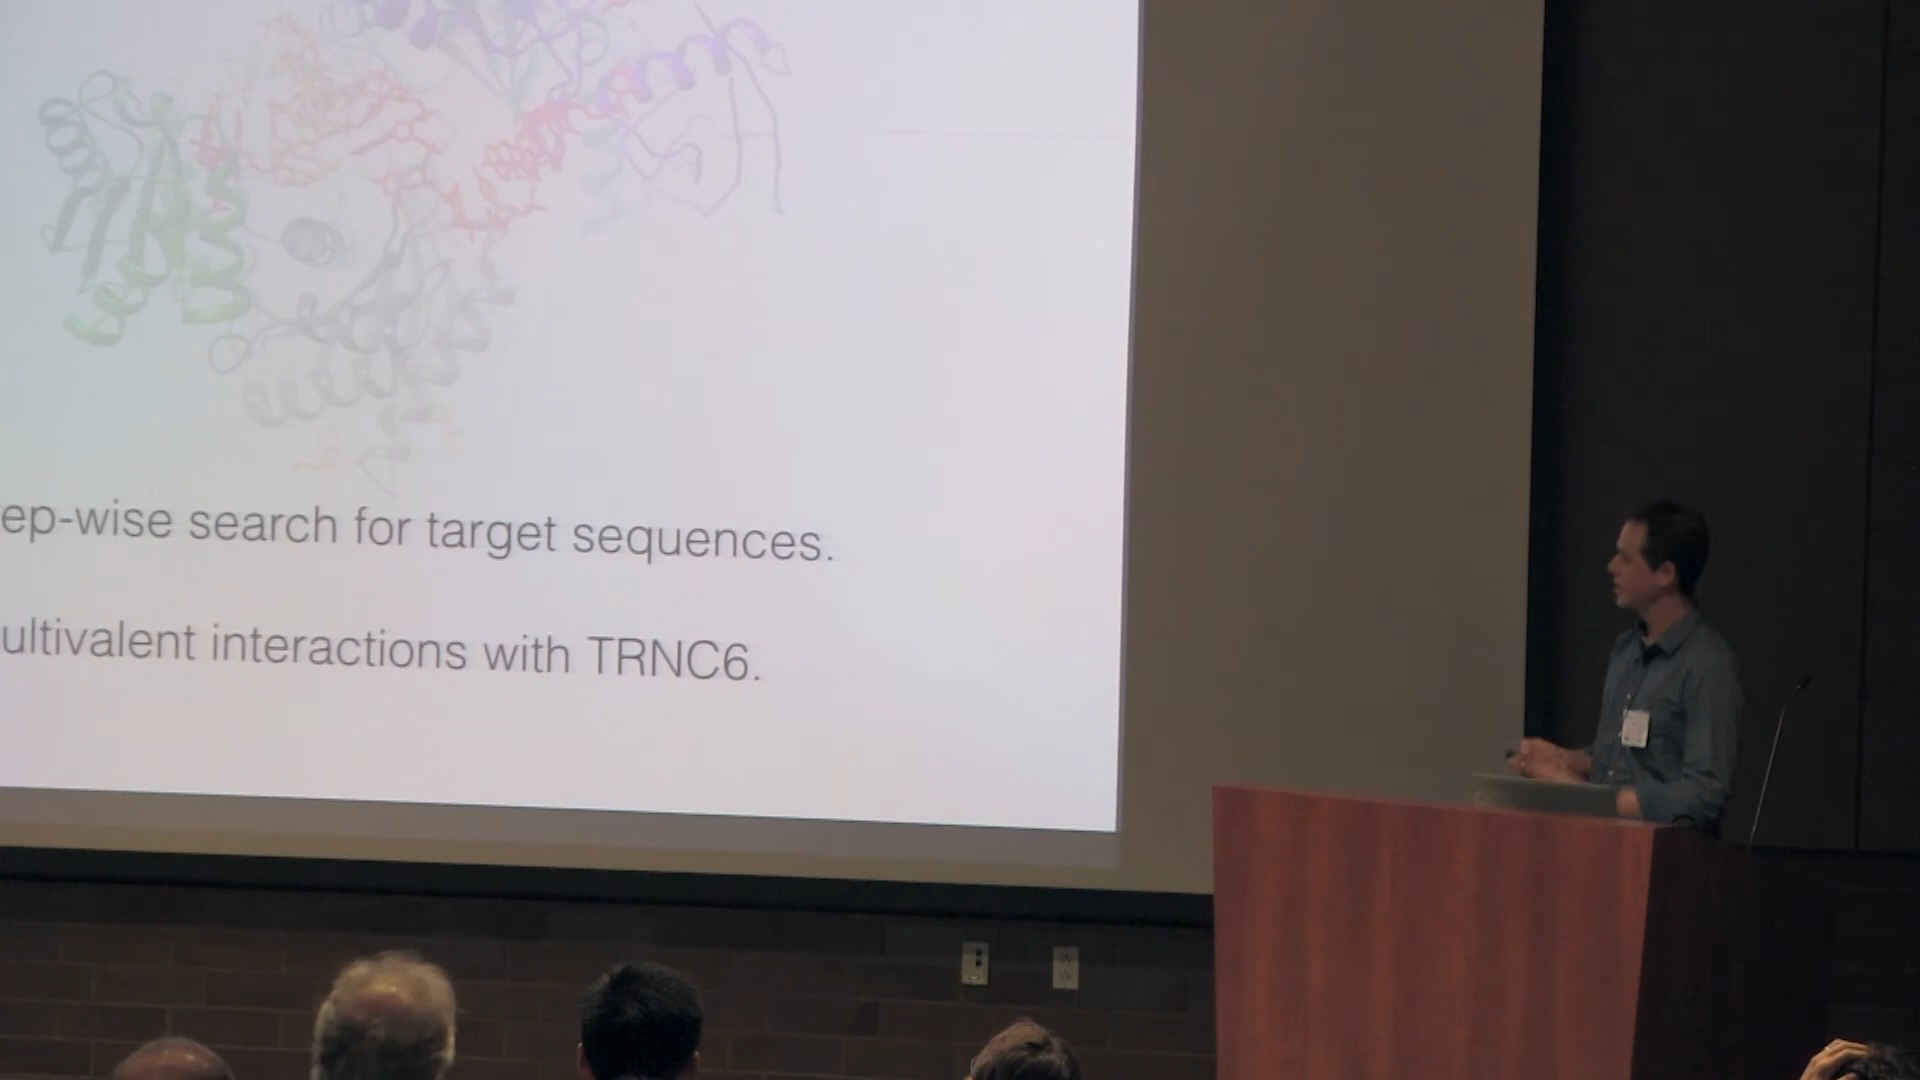 ep-wise search for target sequences.
ultivalent interactions with TRNC6.